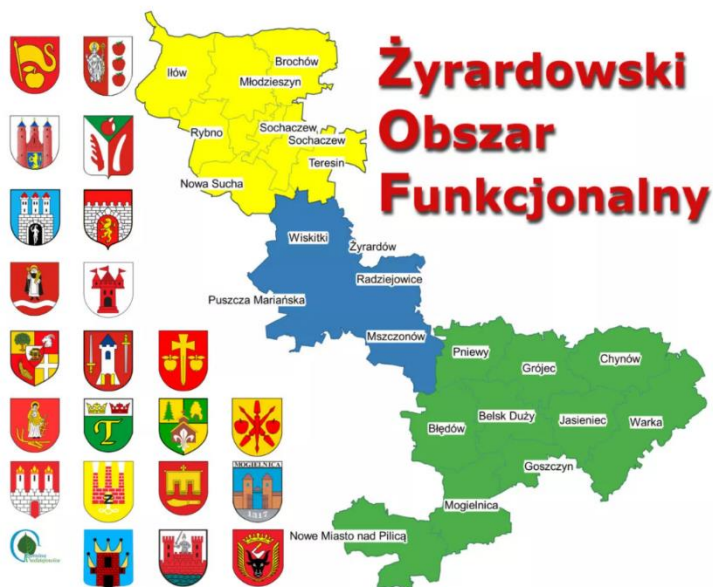 Żyrardowski
Obszar
Funkcjonalny
Iłów
Brochów
Młodzieszyn
Rybno
Sochaczew,
Sochaczew
Teresin
Nowa Sucha
Wiskitki
Żyrardów
Radziejowice
Puszcza Mariańska
Mszczonów
Pniewy
Grójec
Chynów
Błędów
Belsk Duży
Jasieniec
Warka
Goszczyn
Mogielnica
Nowe Miasto nad Pilicą
MOGIELNICA
1317
T
Z